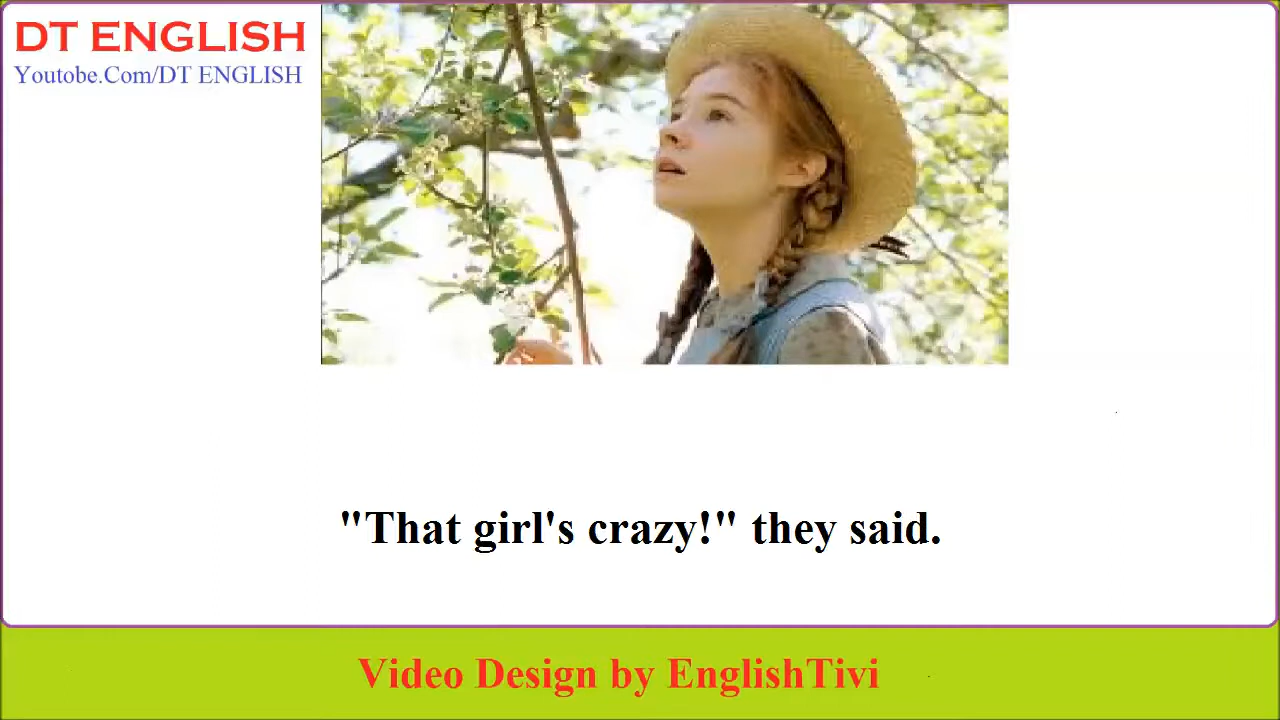 DT ENGLISH
Youtobe.Com/DT ENGLISH
"That girl's crazy!" they said.
Video Design by EnglishTivi